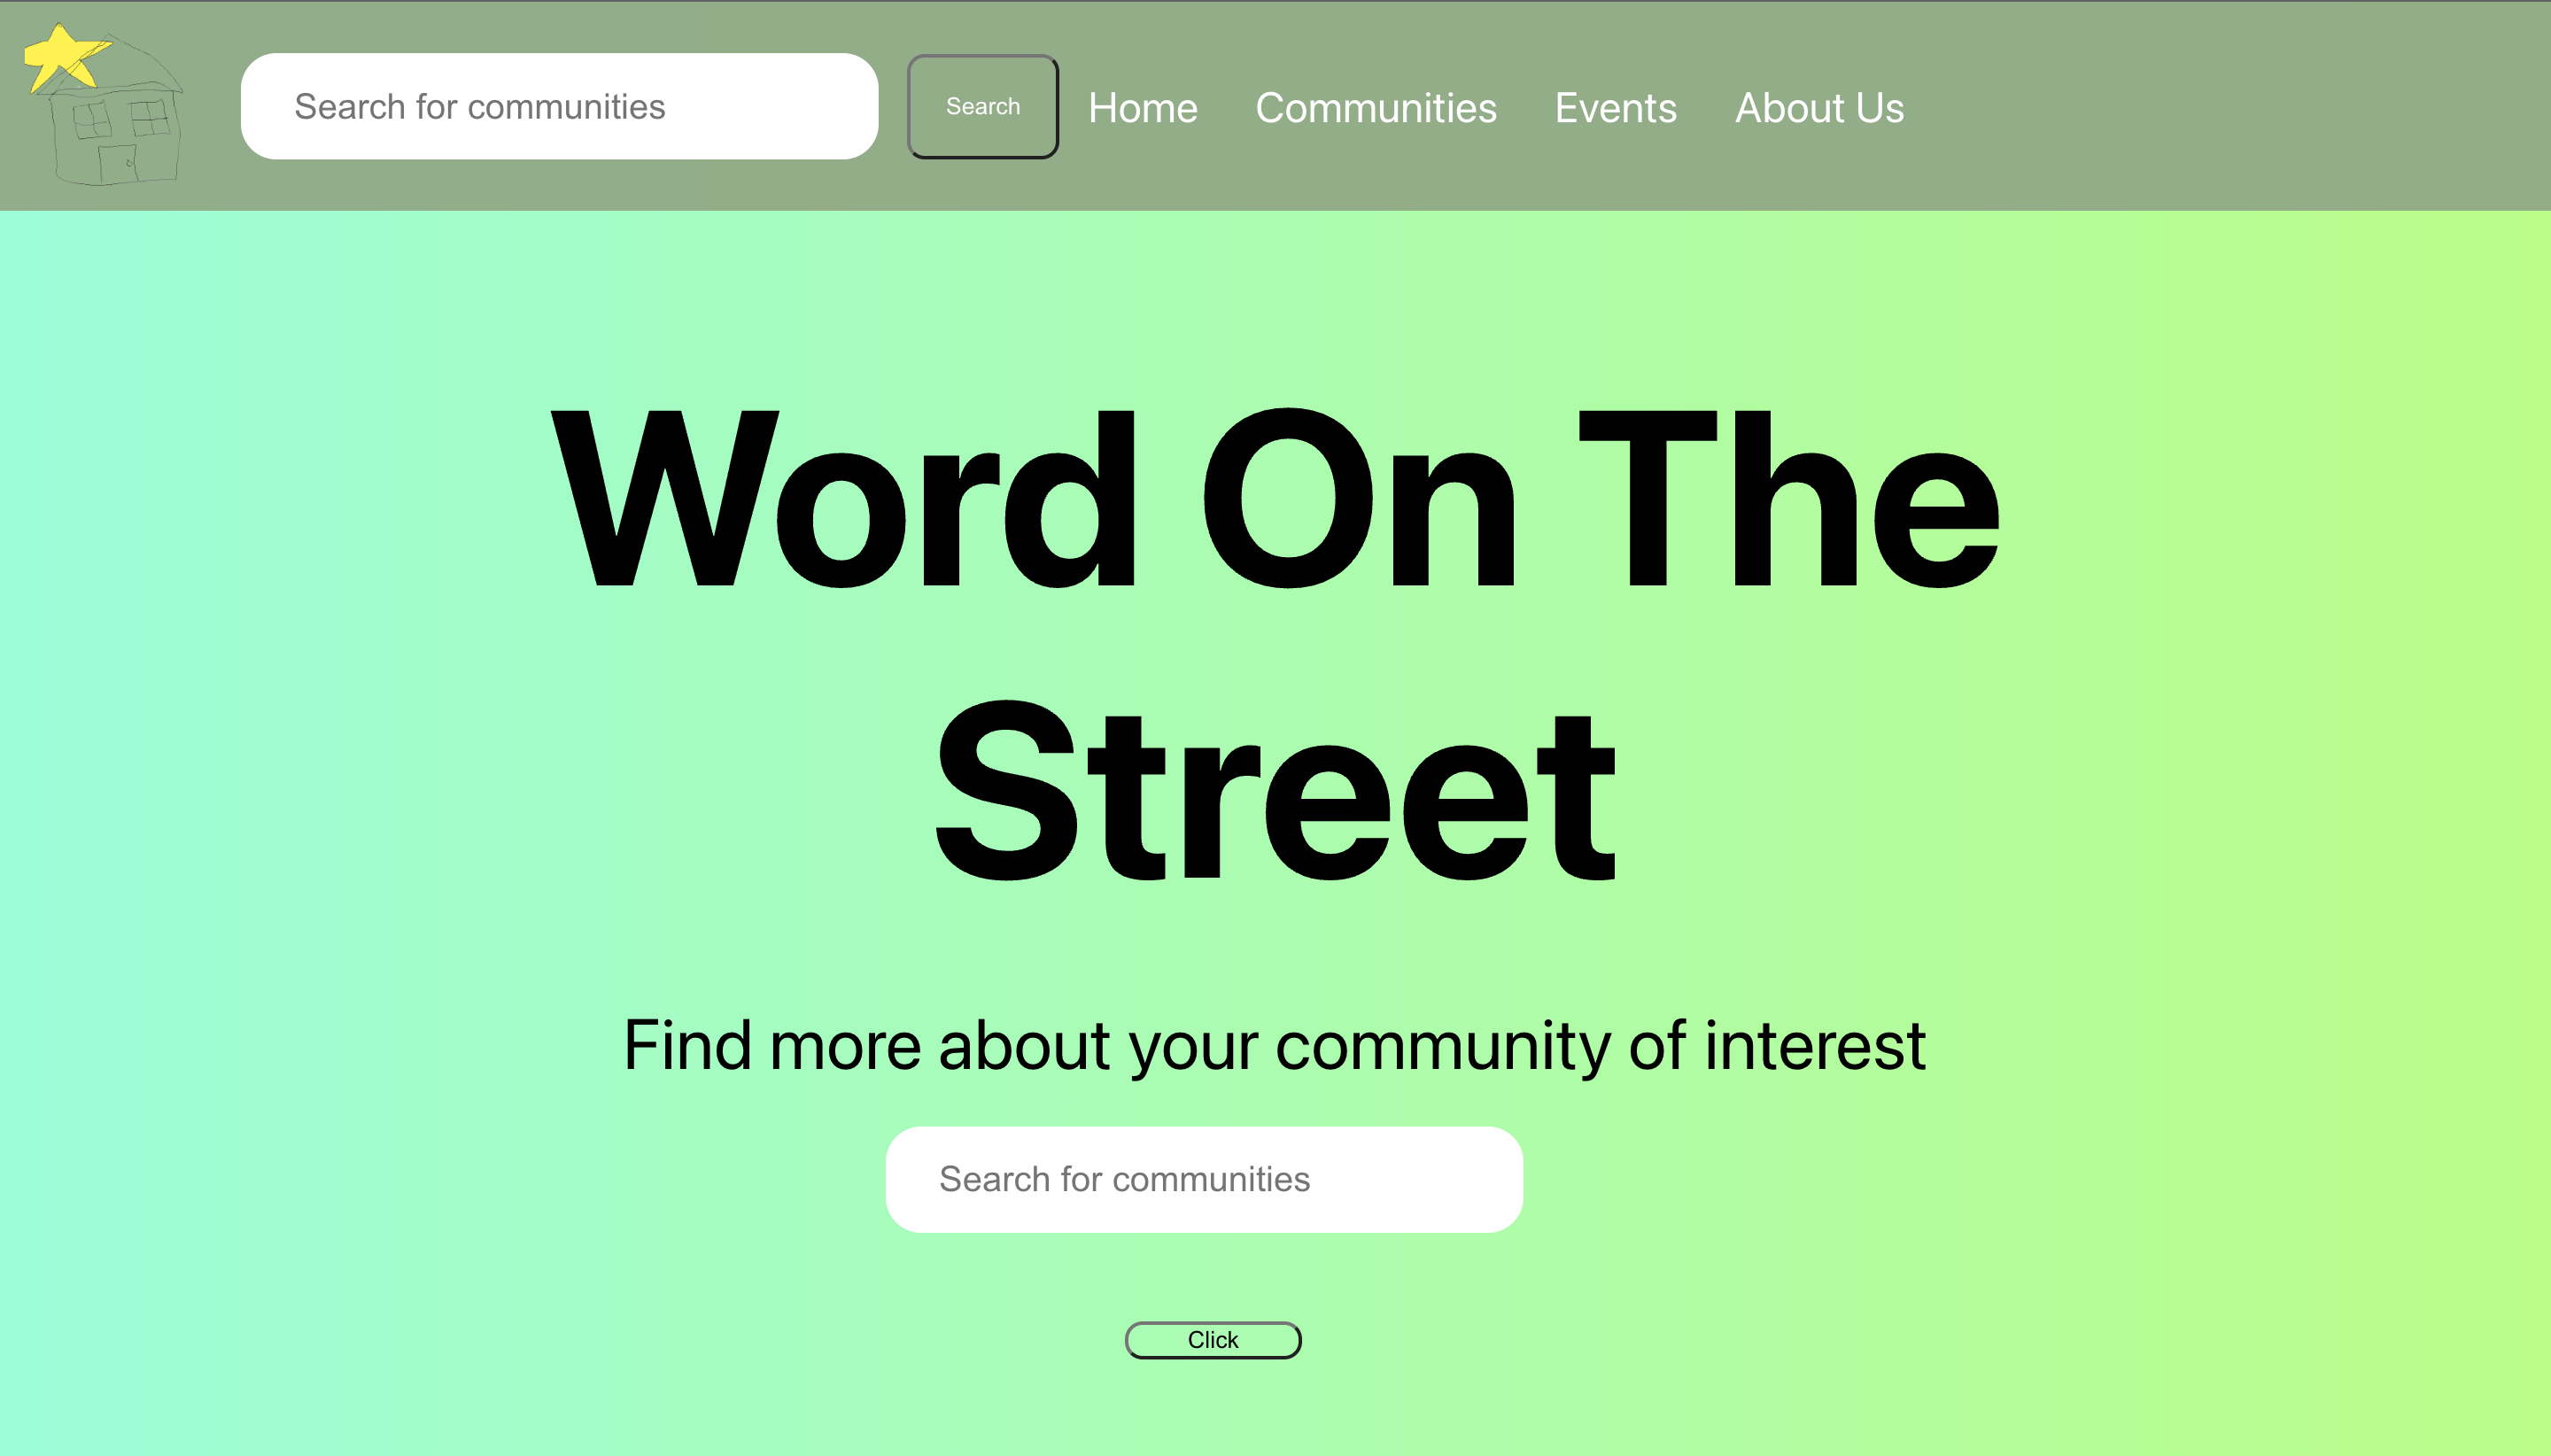 Search for communities
Search
Home
Communities
Events
About Us
Word On The
Street
Find more about your community of interest
Search for communities
Click